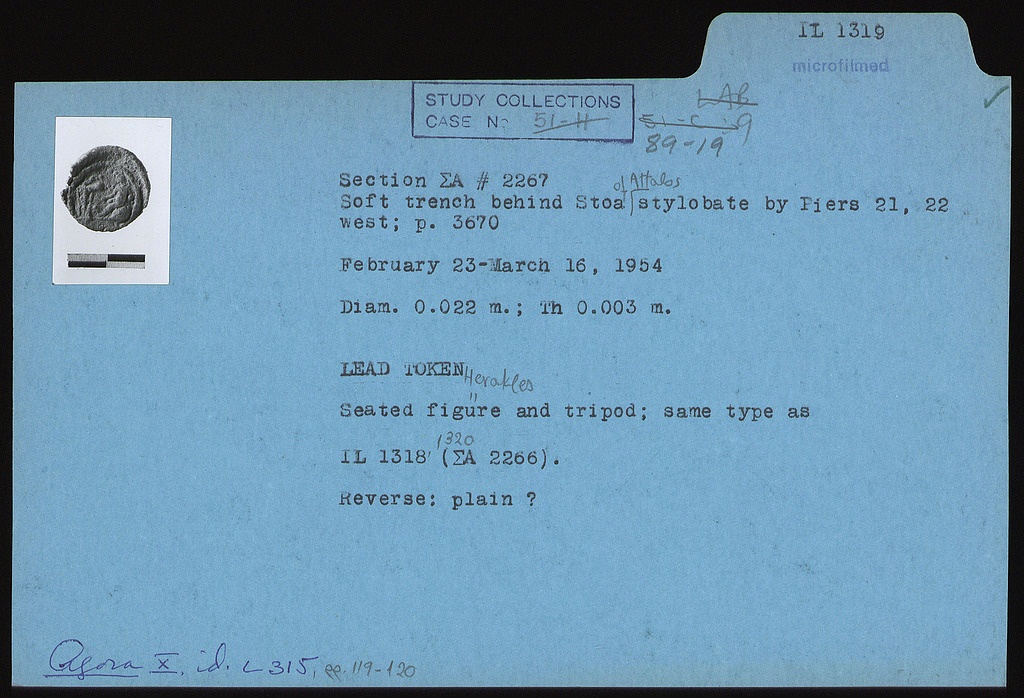 IL 1319
microfilmed
STUDY COLLECTIONS
CASE No 51-H
LAB
89-19
Section ΣA # 2267
of Attalos
Soft trench behind Stoa stylobate by Piers 21, 22
west; p. 3670
February 23-March 16, 1954
Diam. 0.022 m.; Th 0.003 m.
LEAD TOKEN
Herakles
Seated figure and tripod; same type as
1320
IL 1318 (ΣA 2266).
Reverse: plain ?
Agora X, id. L 315, pp. 119-120